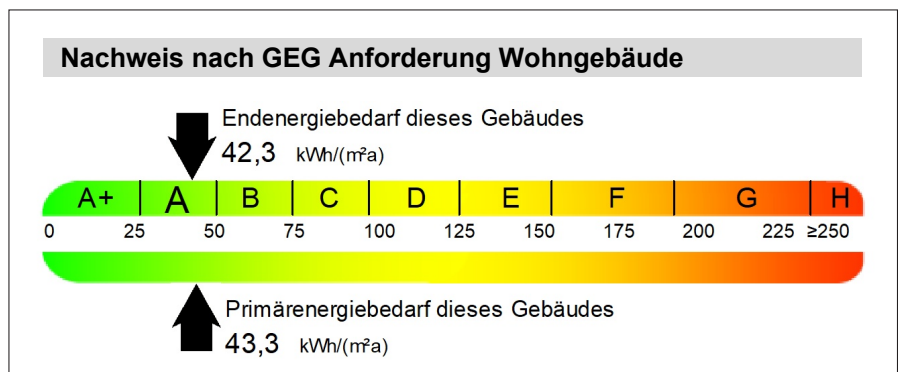 Nachweis nach GEG Anforderung Wohngebäude
Endenergiebedarf dieses Gebäudes
42,3 kWh/(m²a)
A+ A B C D E F G H
0 25 50 75 100 125 150 175 200 225 ≥250
Primärenergiebedarf dieses Gebäudes
43,3 kWh/(m²a)